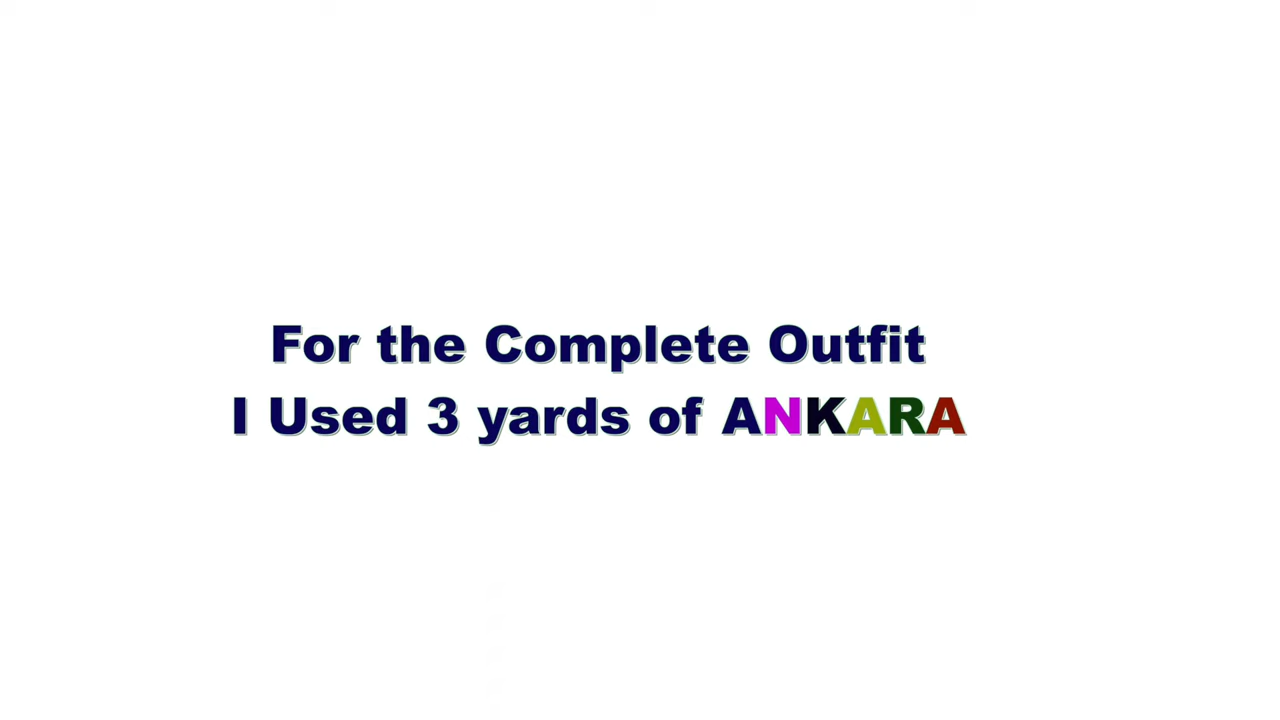 For the Complete Outfit
I Used 3 yards of ANKARA